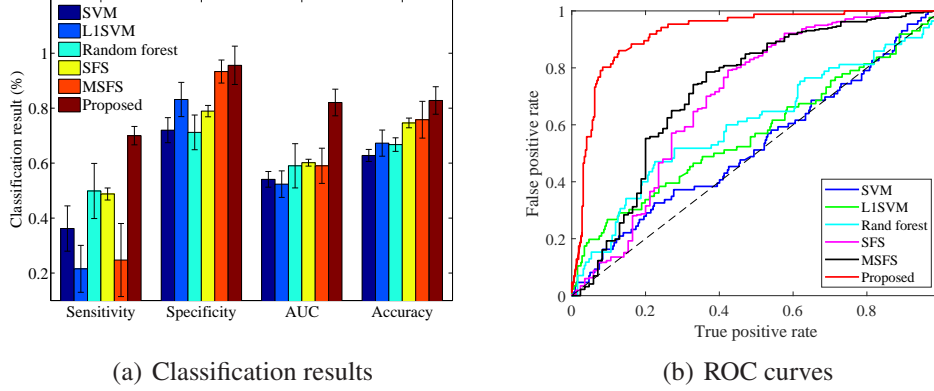 SVM
L1SVM
Random forest
SFS
MSFS
Proposed
Classification result (%)
1
0.8
0.6
0.4
0.2
Sensitivity Specificity AUC Accuracy
(a) Classification results
1
0.8
0.6
0.4
0.2
0
False positive rate
SVM
L1SVM
Rand forest
SFS
MSFS
Proposed
0 0.2 0.4 0.6 0.8
True positive rate
(b) ROC curves